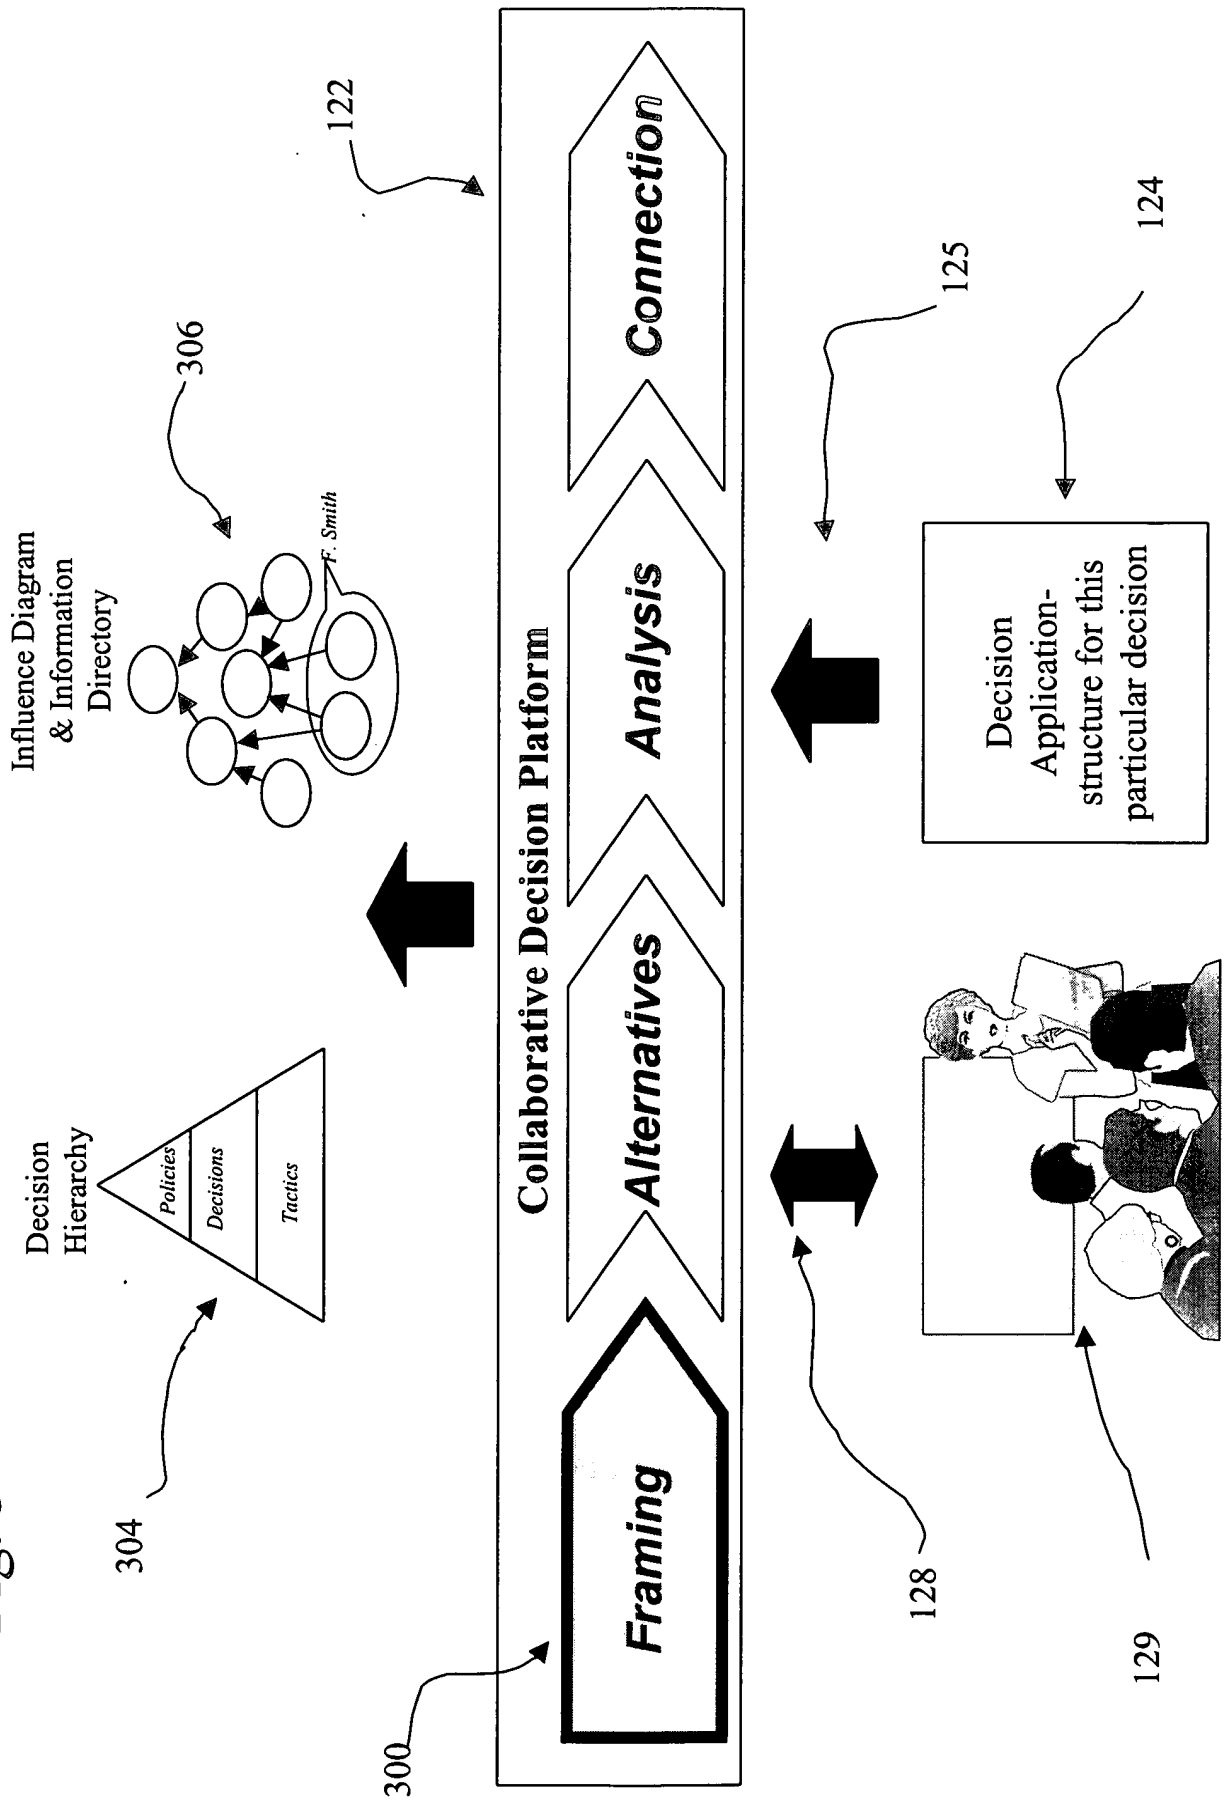 Decision
Hierarchy
Policies
Decisions
Tactics
304
Influence Diagram
& Information
Directory
F. Smith
306
122
300
Collaborative Decision Platform
Framing
Alternatives
Analysis
Connection
128
125
129
Decision
Application-
structure for this
particular decision
124